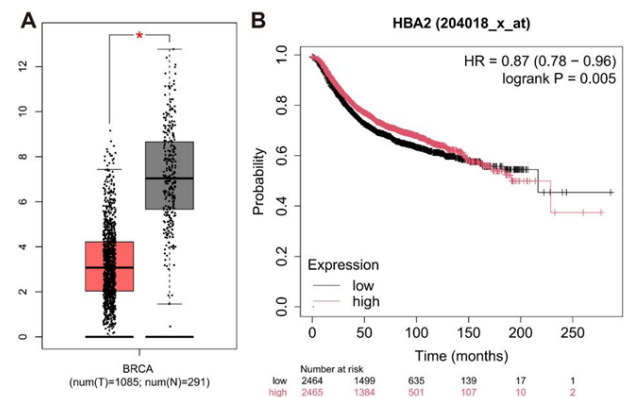 A
*
12
10
8
6
4
2
0
BRCA
(num(T)=1085; num(N)=291)
B
HBA2 (204018_x_at)
HR = 0.87 (0.78 − 0.96)
logrank P = 0.005
Probability
1.0
0.8
0.6
0.4
0.2
0.0
Expression
low
high
0 50 100 150 200 250
Time (months)
Number at risk
low 2464 1499 635 139 17 1
high 2465 1384 501 107 10 2